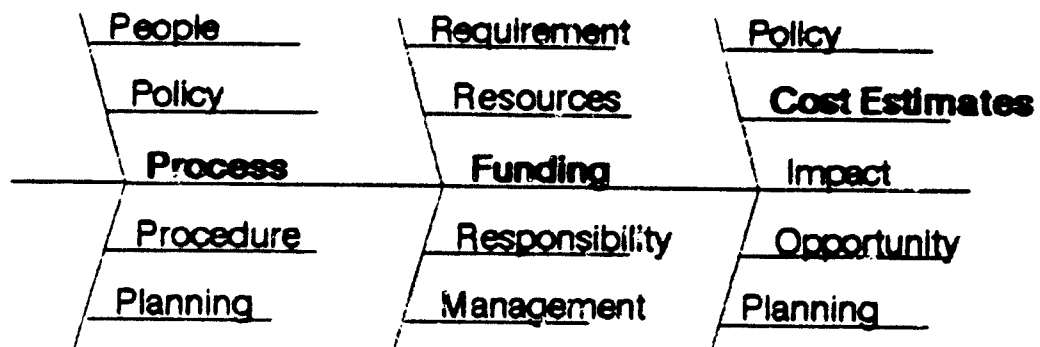 People
Policy
Process
Procedure
Planning
Requirement
Resources
Funding
Responsibility
Management
Policy
Cost Estimates
Impact
Opportunity
Planning